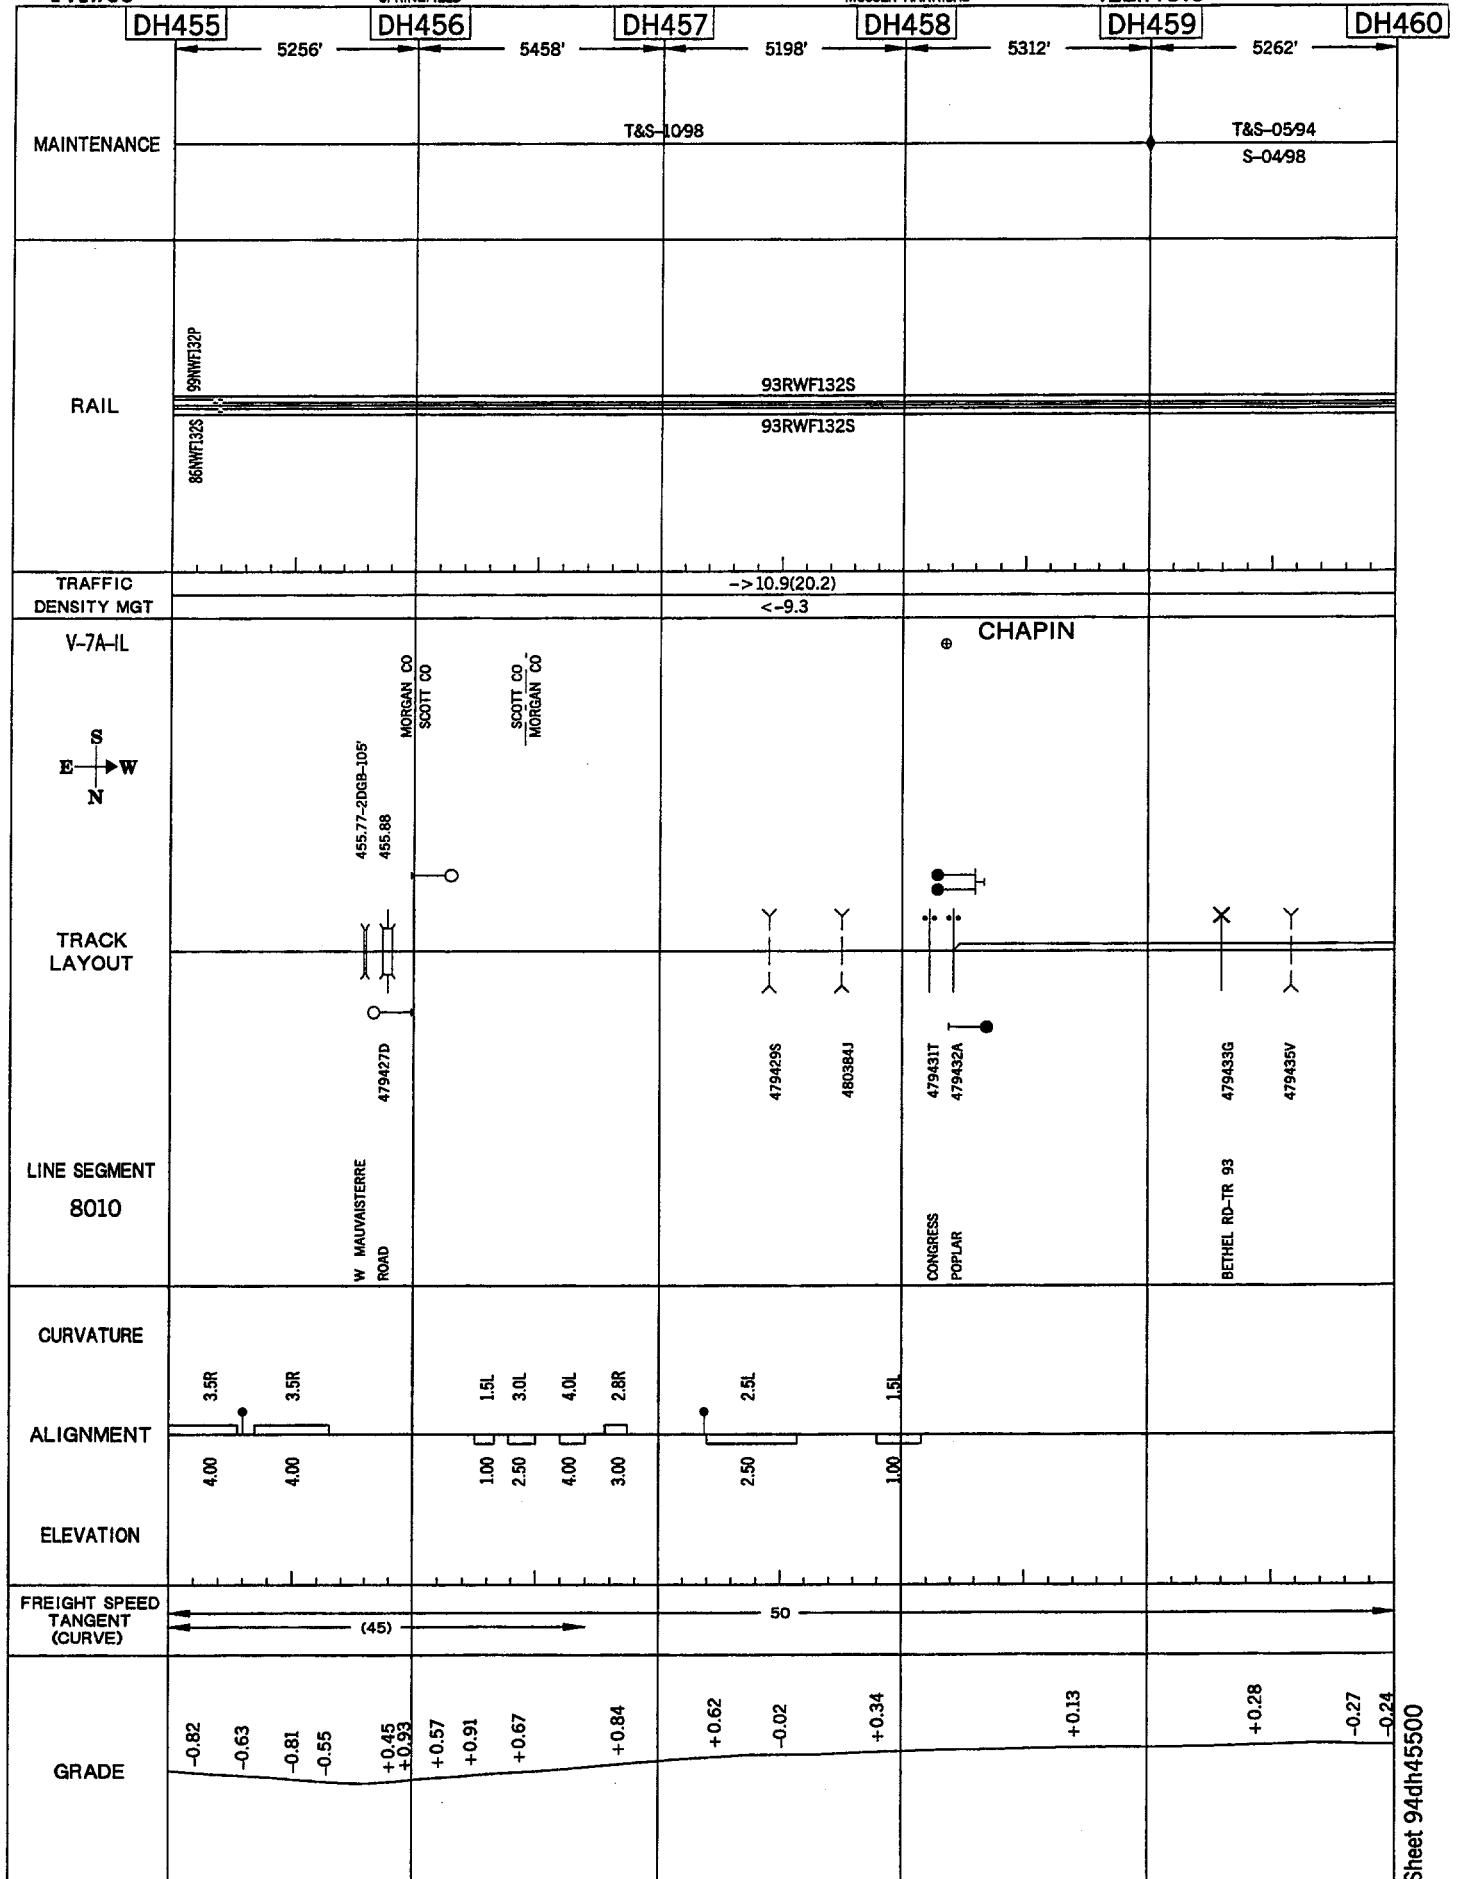 DH455 DH456 DH457 DH458 DH459 DH460
5256' 5458' 5198' 5312' 5262'
MAINTENANCE
T&S-10/98
T&S-05/94
S-04/98
RAIL
99NWF132P
86NWF132S
93RWF132S
93RWF132S
TRAFFIC
DENSITY MGT
->10.9(20.2)
<-9.3
V-7A-IL
CHAPIN
MORGAN CO
SCOTT CO
SCOTT CO
MORGAN CO
S
E W
N
455.77-2DGB-105'
455.88
TRACK
LAYOUT
479427D
479429S
480384J
479431T
479432A
479433G
479435V
LINE SEGMENT
8010
W MAUVAISTERRE
ROAD
CONGRESS
POPLAR
BETHEL RD-TR 93
CURVATURE
3.5R 3.5R 1.5L 3.0L 4.0L 2.8R 2.5L 1.5L
ALIGNMENT
4.00 4.00 1.00 2.50 4.00 3.00 2.50 1.00
ELEVATION
FREIGHT SPEED
TANGENT
(CURVE)
50
(45)
GRADE
-0.82 -0.63 -0.81 -0.55 +0.45 +0.93 +0.57 +0.91 +0.67 +0.84 +0.62 -0.02 +0.34 +0.13 +0.28 -0.27 -0.24
Sheet 94dh45500